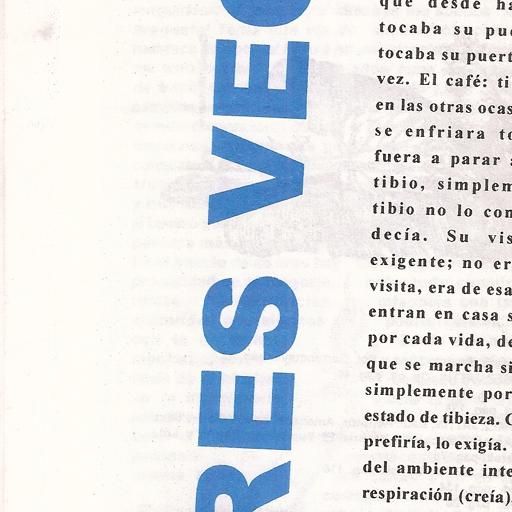 RES VEC
que desde ha
tocaba su pue
tocaba su puert
vez. El café: ti
en las otras ocas
se enfriara to
fuera a parar a
tibio, simplem
tibio no lo con
decía. Su vis
exigente; no er
visita, era de esa
entran en casa s
por cada vida, de
que se marcha si
simplemente por
estado de tibieza. C
prefiría, lo exigía.
del ambiente inte
respiración (creía).